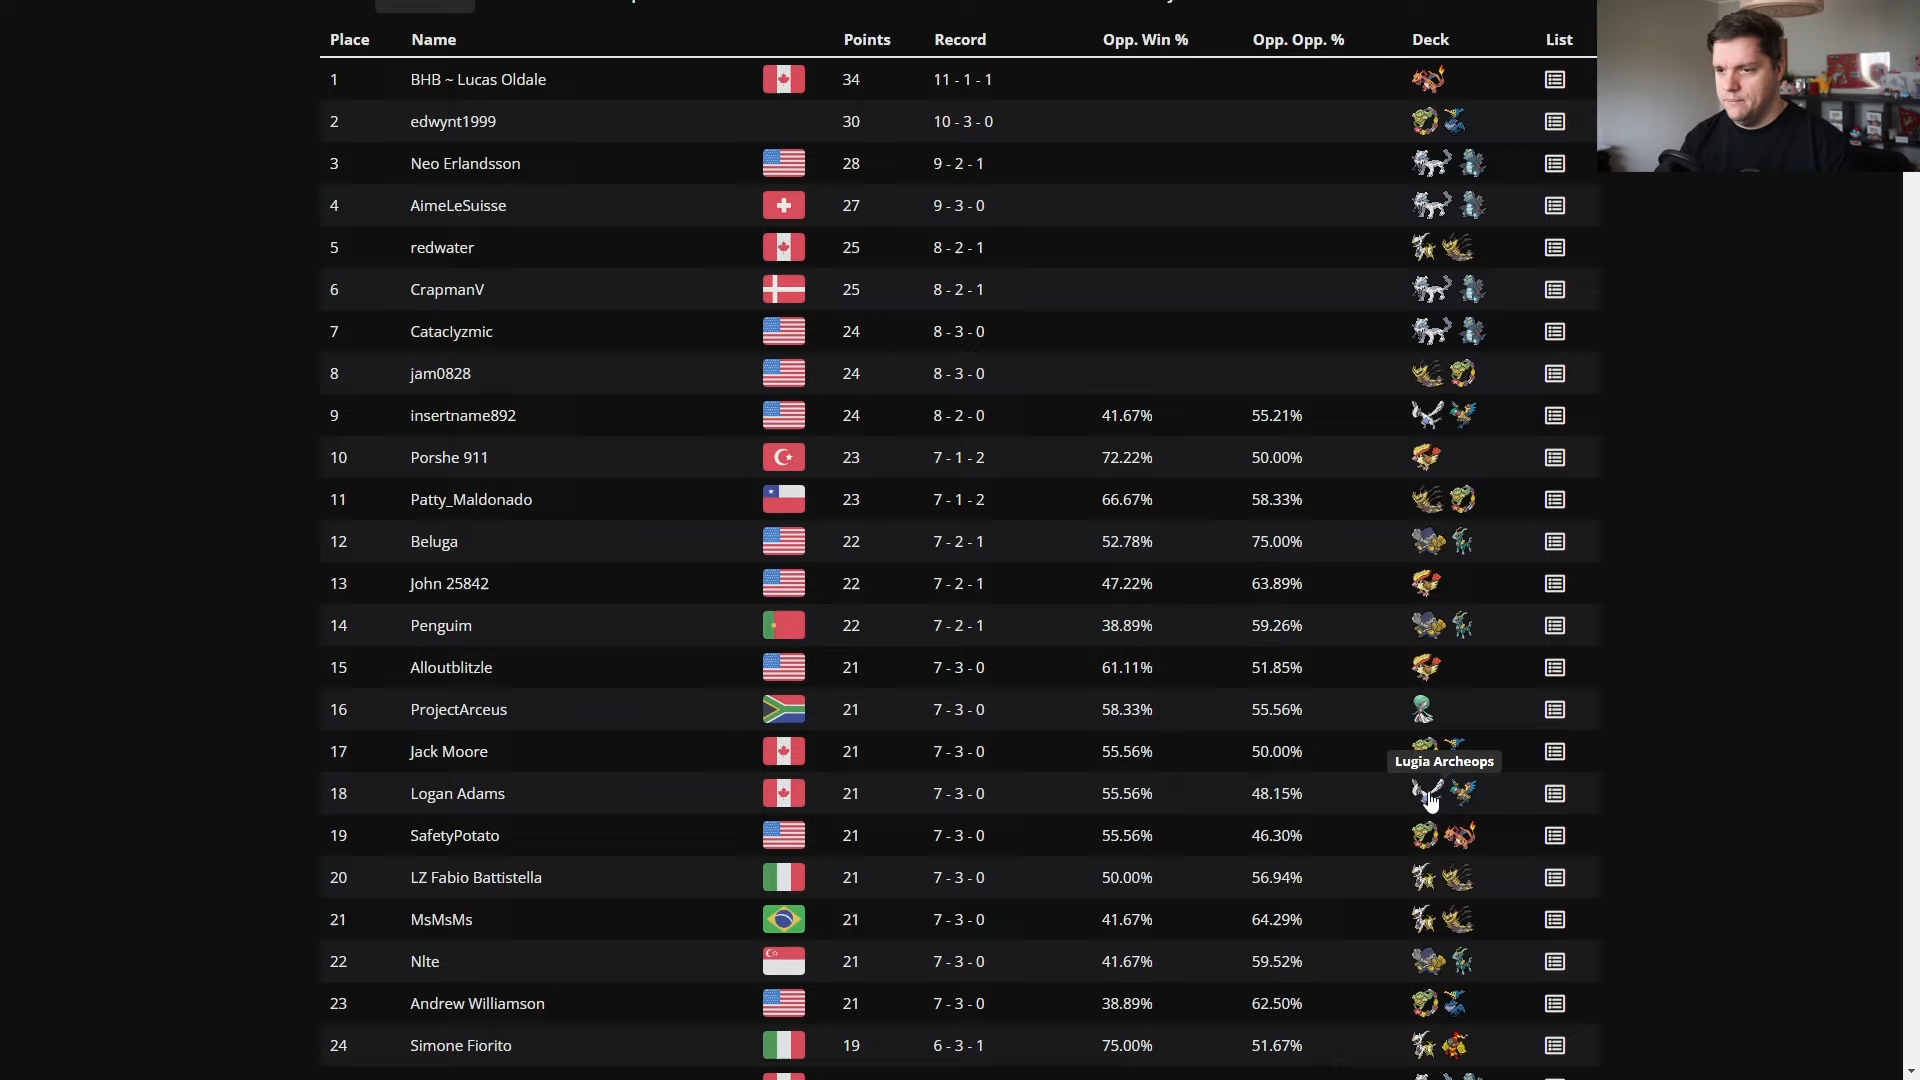 Place Name Points Record Opp. Win % Opp. Opp. % Deck List
1 BHB ~ Lucas Oldale 34 11 - 1 - 1
2 edwynt1999 30 10 - 3 - 0
3 Neo Erlandsson 28 9 - 2 - 1
4 AimeLeSuisse 27 9 - 3 - 0
5 redwater 25 8 - 2 - 1
6 CrapmanV 25 8 - 2 - 1
7 Cataclyzmic 24 8 - 3 - 0
8 jam0828 24 8 - 3 - 0
9 insertname892 24 8 - 2 - 0 41.67% 55.21%
10 Porshe 911 23 7 - 1 - 2 72.22% 50.00%
11 Patty_Maldonado 23 7 - 1 - 2 66.67% 58.33%
12 Beluga 22 7 - 2 - 1 52.78% 75.00%
13 John 25842 22 7 - 2 - 1 47.22% 63.89%
14 Penguim 22 7 - 2 - 1 38.89% 59.26%
15 Alloutblitzle 21 7 - 3 - 0 61.11% 51.85%
16 ProjectArceus 21 7 - 3 - 0 58.33% 55.56%
17 Jack Moore 21 7 - 3 - 0 55.56% 50.00%
Lugia Archeops
18 Logan Adams 21 7 - 3 - 0 55.56% 48.15%
19 SafetyPotato 21 7 - 3 - 0 55.56% 46.30%
20 LZ Fabio Battistella 21 7 - 3 - 0 50.00% 56.94%
21 MsMsMs 21 7 - 3 - 0 41.67% 64.29%
22 Nlte 21 7 - 3 - 0 41.67% 59.52%
23 Andrew Williamson 21 7 - 3 - 0 38.89% 62.50%
24 Simone Fiorito 19 6 - 3 - 1 75.00% 51.67%